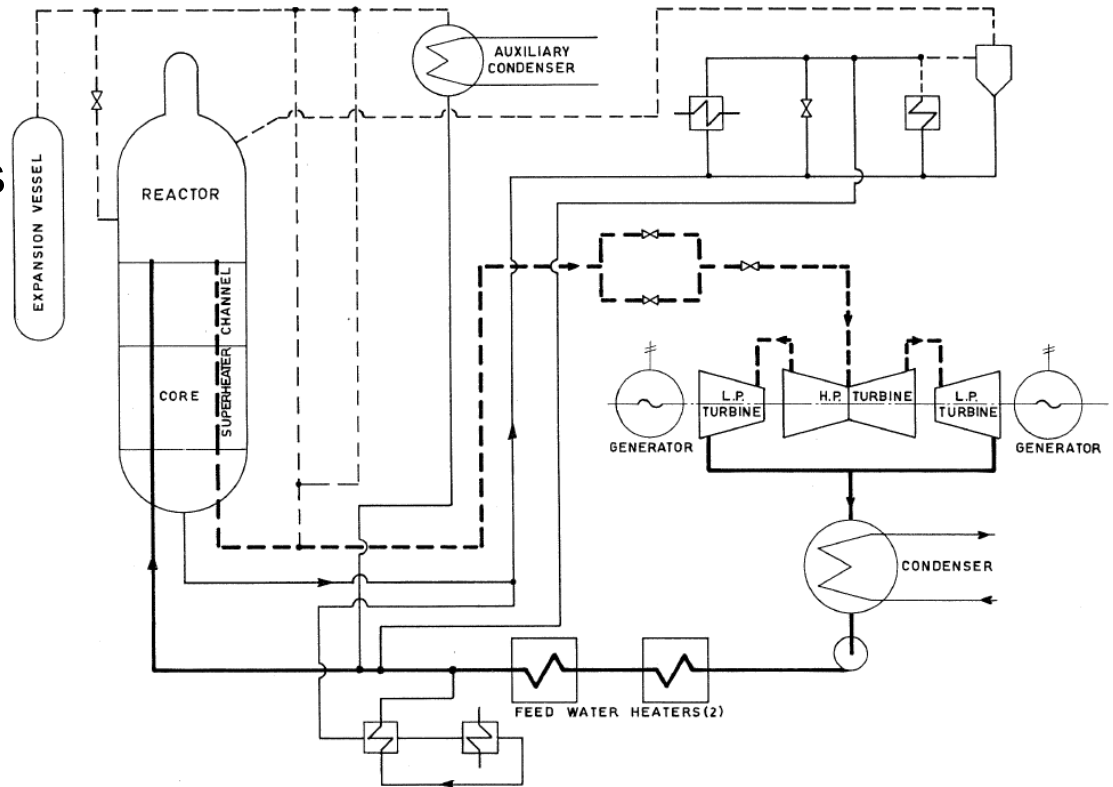 AUXILIARY
CONDENSER
EXPANSION VESSEL
REACTOR
SUPERHEATER CHANNEL
CORE
L.P.
TURBINE
H.P. TURBINE
L.P.
TURBINE
GENERATOR
GENERATOR
CONDENSER
FEED WATER HEATERS(2)